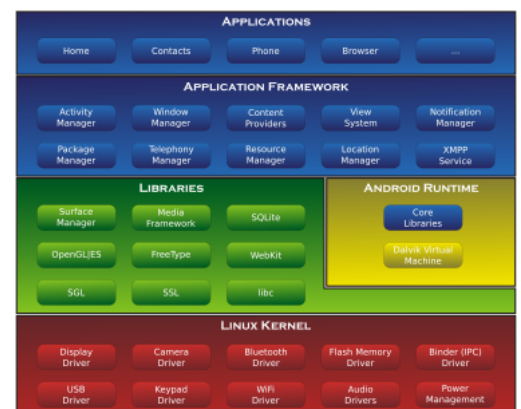 APPLICATIONS
Home Contacts Phone Browser ...
APPLICATION FRAMEWORK
Activity Manager Window Manager Content Providers View System Notification Manager
Package Manager Telephony Manager Resource Manager Location Manager XMPP Service
LIBRARIES
Surface Manager Media Framework SQLite
OpenGL|ES FreeType WebKit
SGL SSL libc
ANDROID RUNTIME
Core Libraries
Dalvik Virtual Machine
LINUX KERNEL
Display Driver Camera Driver Bluetooth Driver Flash Memory Driver Binder (IPC) Driver
USB Driver Keypad Driver WiFi Driver Audio Drivers Power Management